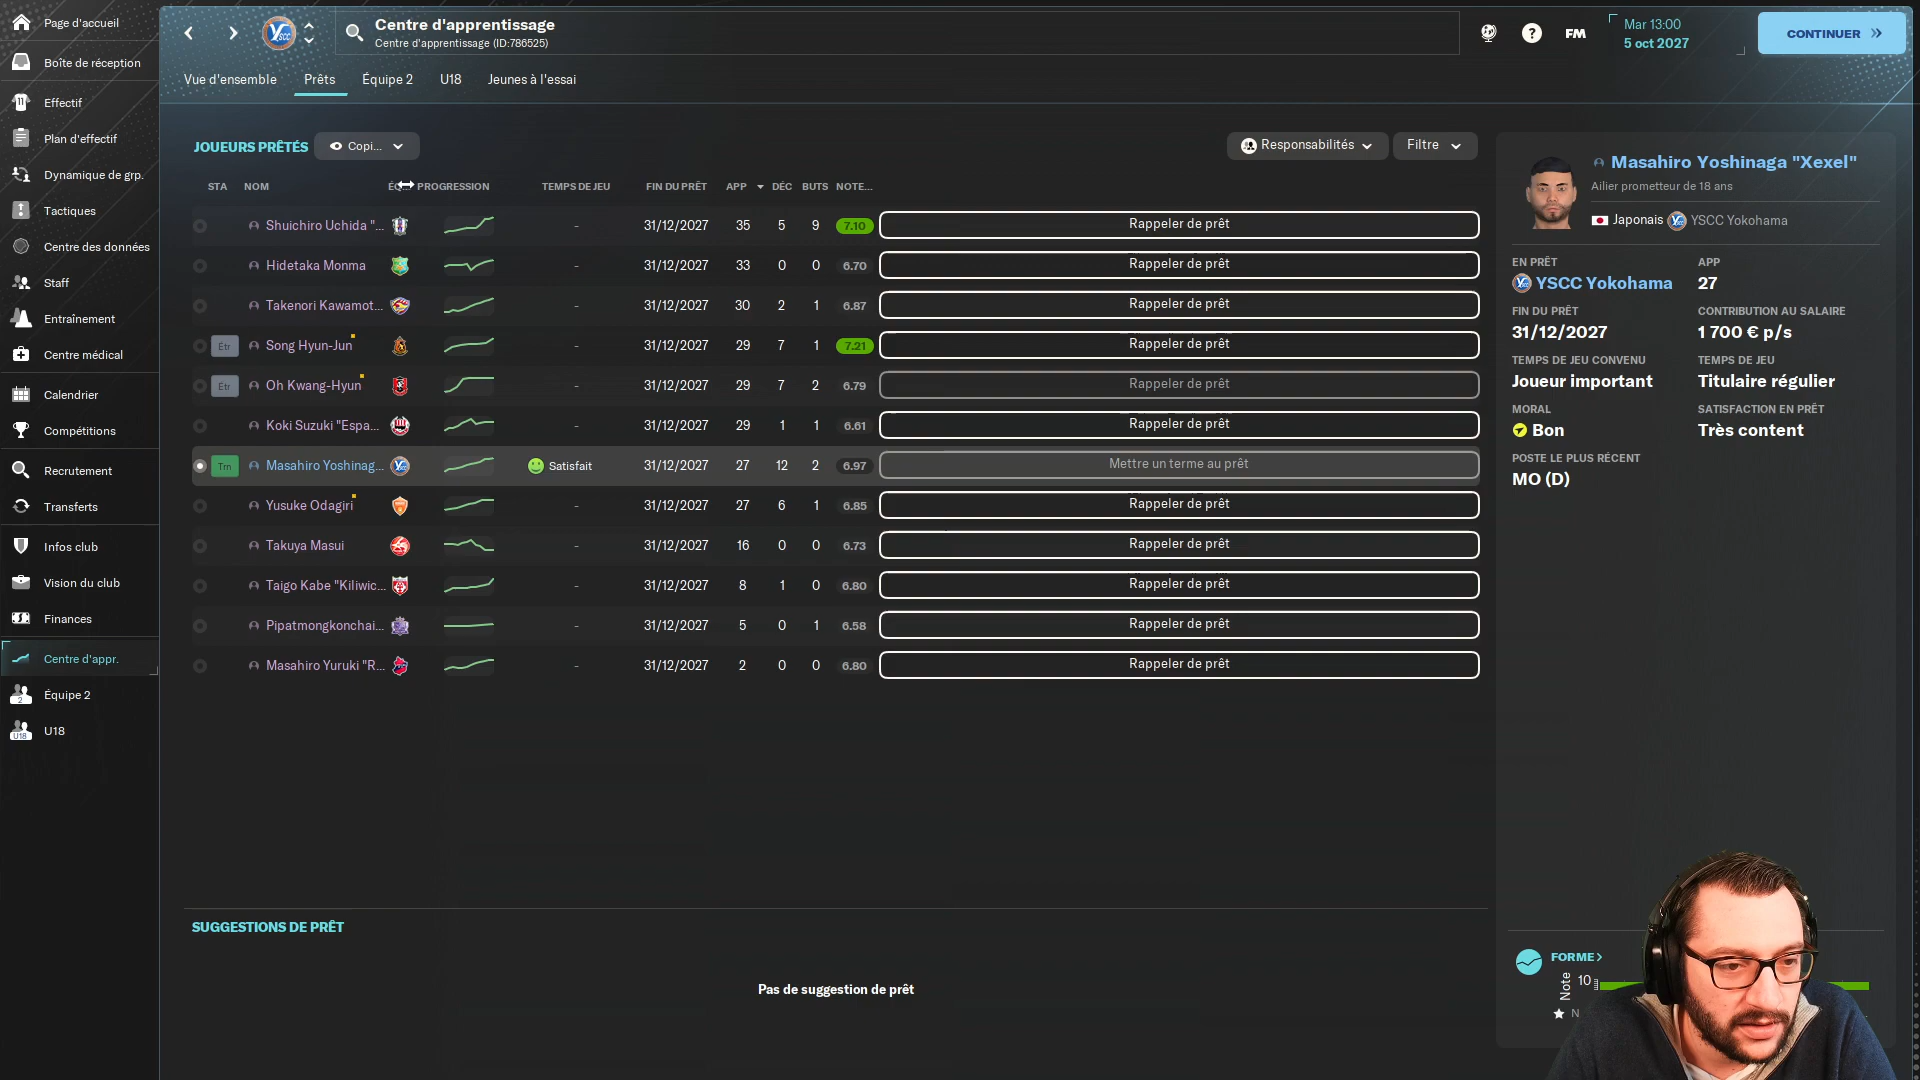 Page d'accueil
Boîte de réception
Effectif
Plan d'effectif
Dynamique de grp.
Tactiques
Centre des données
Staff
Entraînement
Centre médical
Calendrier
Compétitions
Recrutement
Transferts
Infos club
Vision du club
Finances
Centre d'appr.
Équipe 2
U18
Centre d'apprentissage
Centre d'apprentissage (ID:786525)
FM
Mar 13:00
5 oct 2027
CONTINUER
Vue d'ensemble Prêts Équipe 2 U18 Jeunes à l'essai
JOUEURS PRÊTÉS Copi...
Responsabilités Filtre
STA NOM PROGRESSION TEMPS DE JEU FIN DU PRÊT APP DÉC BUTS NOTE...
Shuichiro Uchida "... - 31/12/2027 35 5 9 7.10 Rappeler de prêt
Hidetaka Monma - 31/12/2027 33 0 0 6.70 Rappeler de prêt
Takenori Kawamot... - 31/12/2027 30 2 1 6.87 Rappeler de prêt
Étr Song Hyun-Jun - 31/12/2027 29 7 1 7.21 Rappeler de prêt
Étr Oh Kwang-Hyun - 31/12/2027 29 7 2 6.79 Rappeler de prêt
Koki Suzuki "Espa... - 31/12/2027 29 1 1 6.61 Rappeler de prêt
Trn Masahiro Yoshinag... Satisfait 31/12/2027 27 12 2 6.97 Mettre un terme au prêt
Yusuke Odagiri - 31/12/2027 27 6 1 6.85 Rappeler de prêt
Takuya Masui - 31/12/2027 16 0 0 6.73 Rappeler de prêt
Taigo Kabe "Kiliwic... - 31/12/2027 8 1 0 6.80 Rappeler de prêt
Pipatmongkonchai... - 31/12/2027 5 0 1 6.58 Rappeler de prêt
Masahiro Yuruki "R... - 31/12/2027 2 0 0 6.80 Rappeler de prêt
SUGGESTIONS DE PRÊT
Pas de suggestion de prêt
Masahiro Yoshinaga "Xexel"
Ailier prometteur de 18 ans
Japonais YSCC Yokohama
EN PRÊT APP
YSCC Yokohama 27
FIN DU PRÊT CONTRIBUTION AU SALAIRE
31/12/2027 1 700 € p/s
TEMPS DE JEU CONVENU TEMPS DE JEU
Joueur important Titulaire régulier
MORAL SATISFACTION EN PRÊT
Bon Très content
POSTE LE PLUS RÉCENT
MO (D)
FORME
Note 10
N